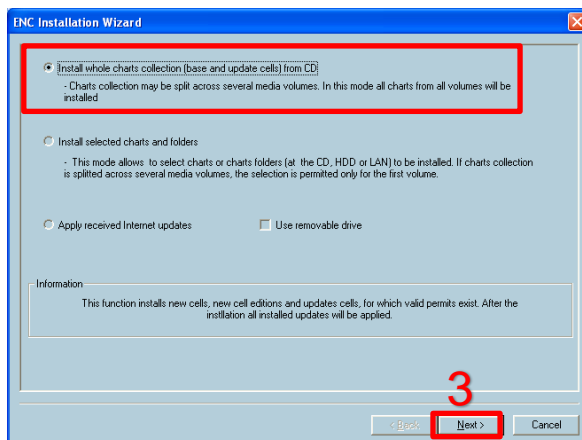 ENC Installation Wizard
Install whole charts collection (base and update cells) from CD
- Charts collection may be split across several media volumes. In this mode all charts from all volumes will be
installed
Install selected charts and folders
- This mode allows to select charts or charts folders (at the CD, HDD or LAN) to be installed. If charts collection
is splitted across several media volumes, the selection is permitted only for the first volume.
Apply received Internet updates
Use removable drive
Information
This function installs new cells, new cell editions and updates cells, for which valid permits exist. After the
instllation all installed updates will be applied.
3
< Back
Next >
Cancel